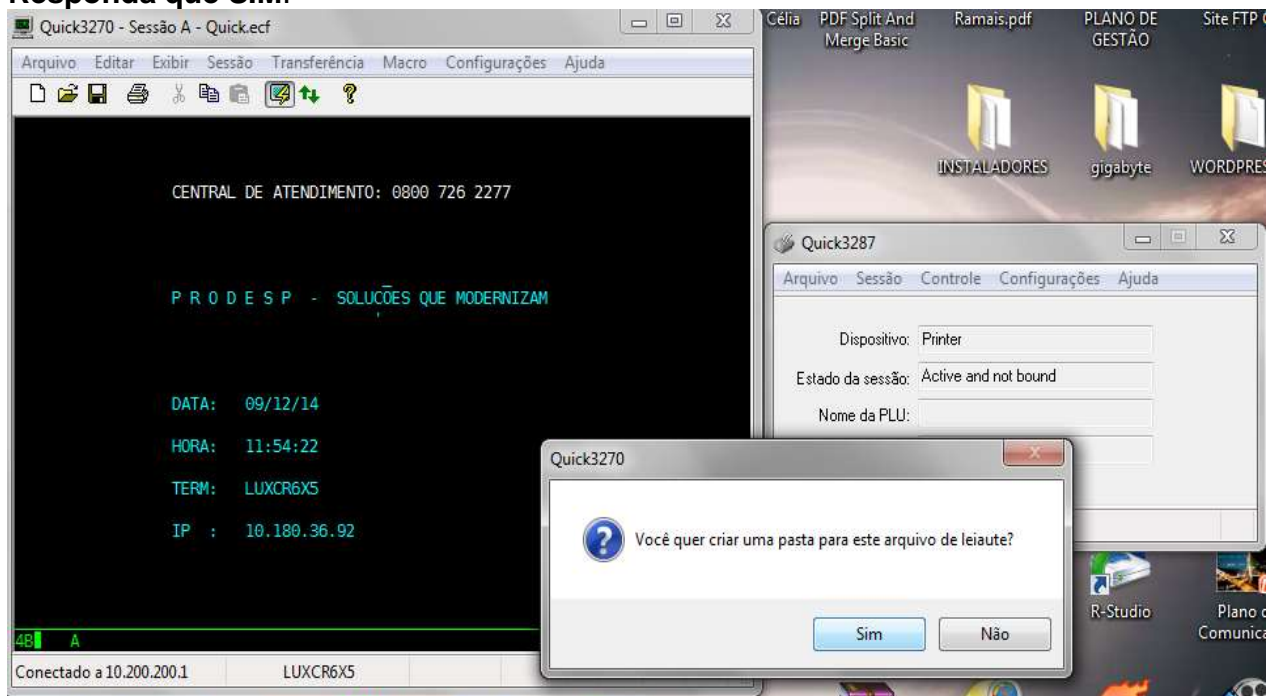 Responda que SIM.
Quick3270 - Sessão A - Quick.ecf
Arquivo Editar Exibir Sessão Transferência Macro Configurações Ajuda
CENTRAL DE ATENDIMENTO: 0800 726 2277
P R O D E S P - SOLUCÕES QUE MODERNIZAM
DATA: 09/12/14
HORA: 11:54:22
TERM: LUXCR6X5
IP : 10.180.36.92
4B A
Conectado a 10.200.200.1 LUXCR6X5
Célia
PDF Split And
Merge Basic
Ramais.pdf
PLANO DE
GESTÃO
Site FTP
INSTALADORES
gigabyte
WORDPRES
Quick3287
Arquivo Sessão Controle Configurações Ajuda
Dispositivo: Printer
Estado da sessão: Active and not bound
Nome da PLU:
Quick3270
Você quer criar uma pasta para este arquivo de leiaute?
Sim Não
R-Studio
Plano
Comunica